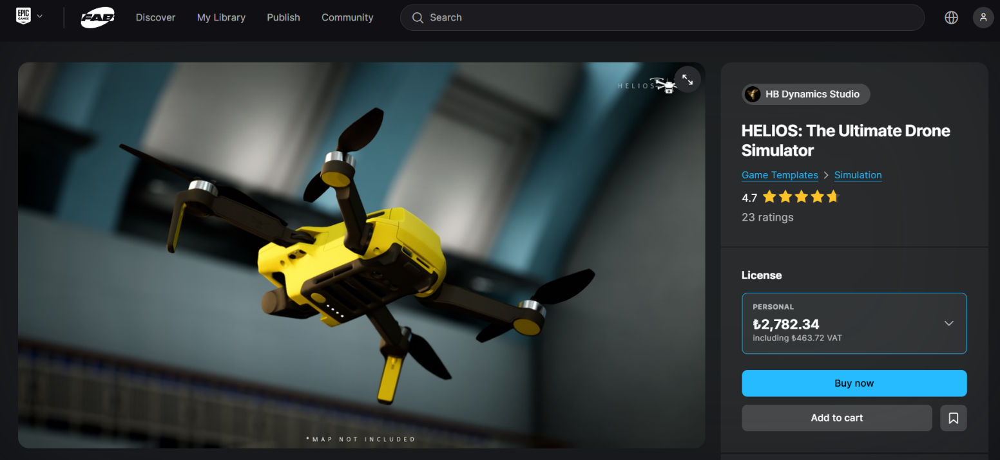 EPIC
GAMES
FAB
Discover
My Library
Publish
Community
Search
HELIOS
*MAP NOT INCLUDED
HB Dynamics Studio
HELIOS: The Ultimate Drone
Simulator
Game Templates
Simulation
4.7
23 ratings
License
PERSONAL
₺2,782.34
including ₺463.72 VAT
Buy now
Add to cart